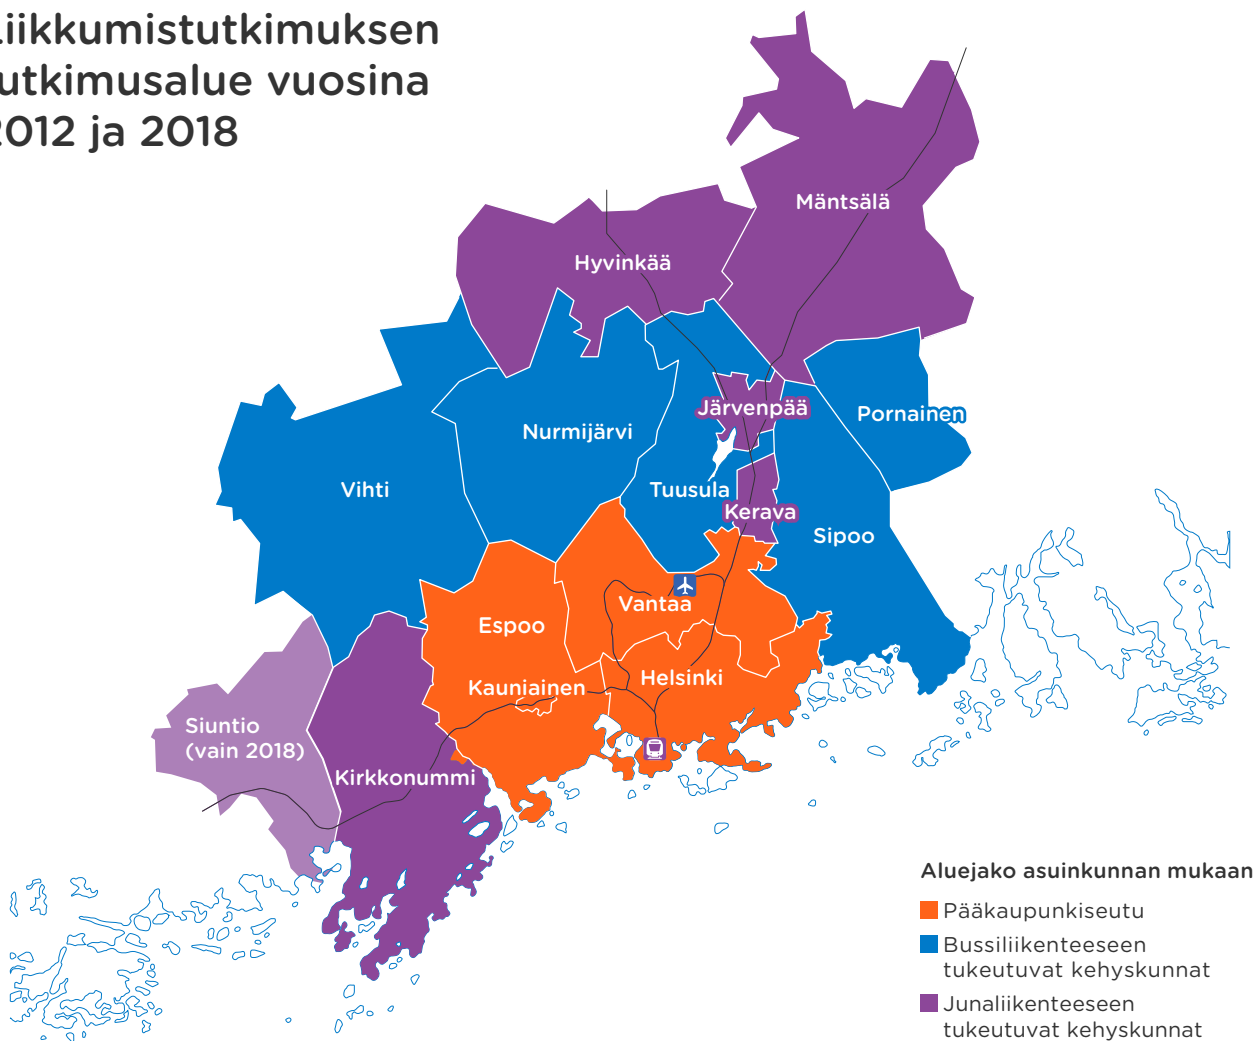 Liikkumistutkimuksen
tutkimusalue vuosina
2012 ja 2018
Mäntsälä
Hyvinkää
Järvenpää
Pornainen
Nurmijärvi
Vihti
Tuusula
Kerava
Sipoo
Vantaa
Espoo
Helsinki
Kauniainen
Siuntio
(vain 2018)
Kirkkonummi
Aluejako asuinkunnan mukaan
Pääkaupunkiseutu
Bussiliikenteeseen
tukeutuvat kehyskunnat
Junaliikenteeseen
tukeutuvat kehyskunnat